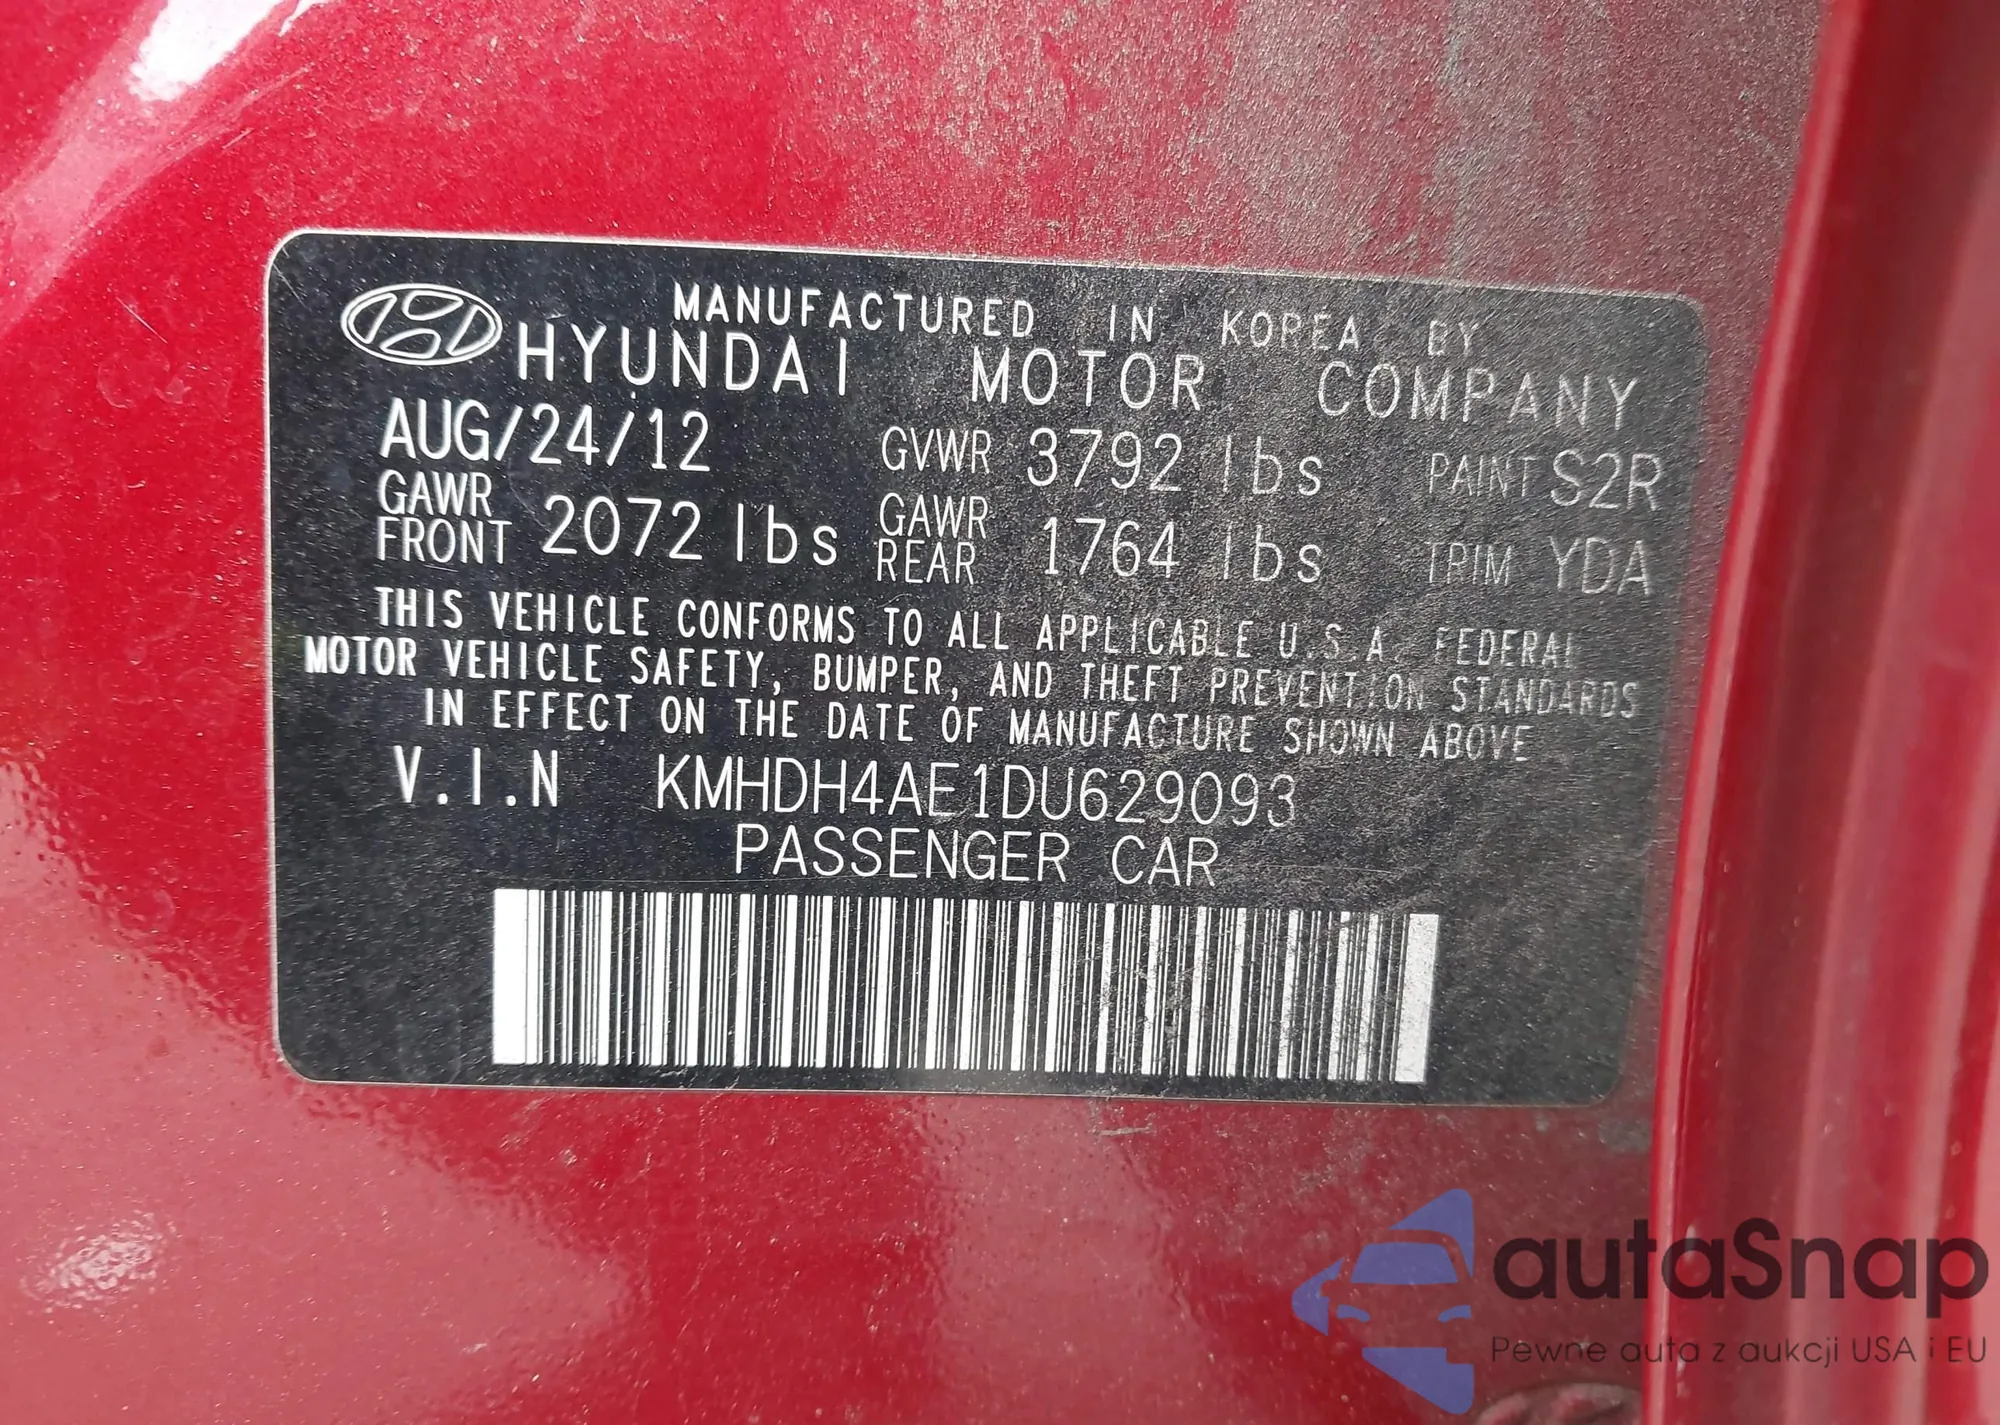 MANUFACTURED IN KOREA BY
HYUNDAI MOTOR COMPANY
AUG/24/12 GVWR 3792 lbs PAINT S2R
GAWR FRONT 2072 lbs GAWR REAR 1764 lbs TRIM YDA
THIS VEHICLE CONFORMS TO ALL APPLICABLE U.S.A. FEDERAL
MOTOR VEHICLE SAFETY, BUMPER, AND THEFT PREVENTION STANDARDS
IN EFFECT ON THE DATE OF MANUFACTURE SHOWN ABOVE
V.I.N KMHDH4AE1DU629093
PASSENGER CAR
autaSnap
Pewne auta z aukcji USA i EU